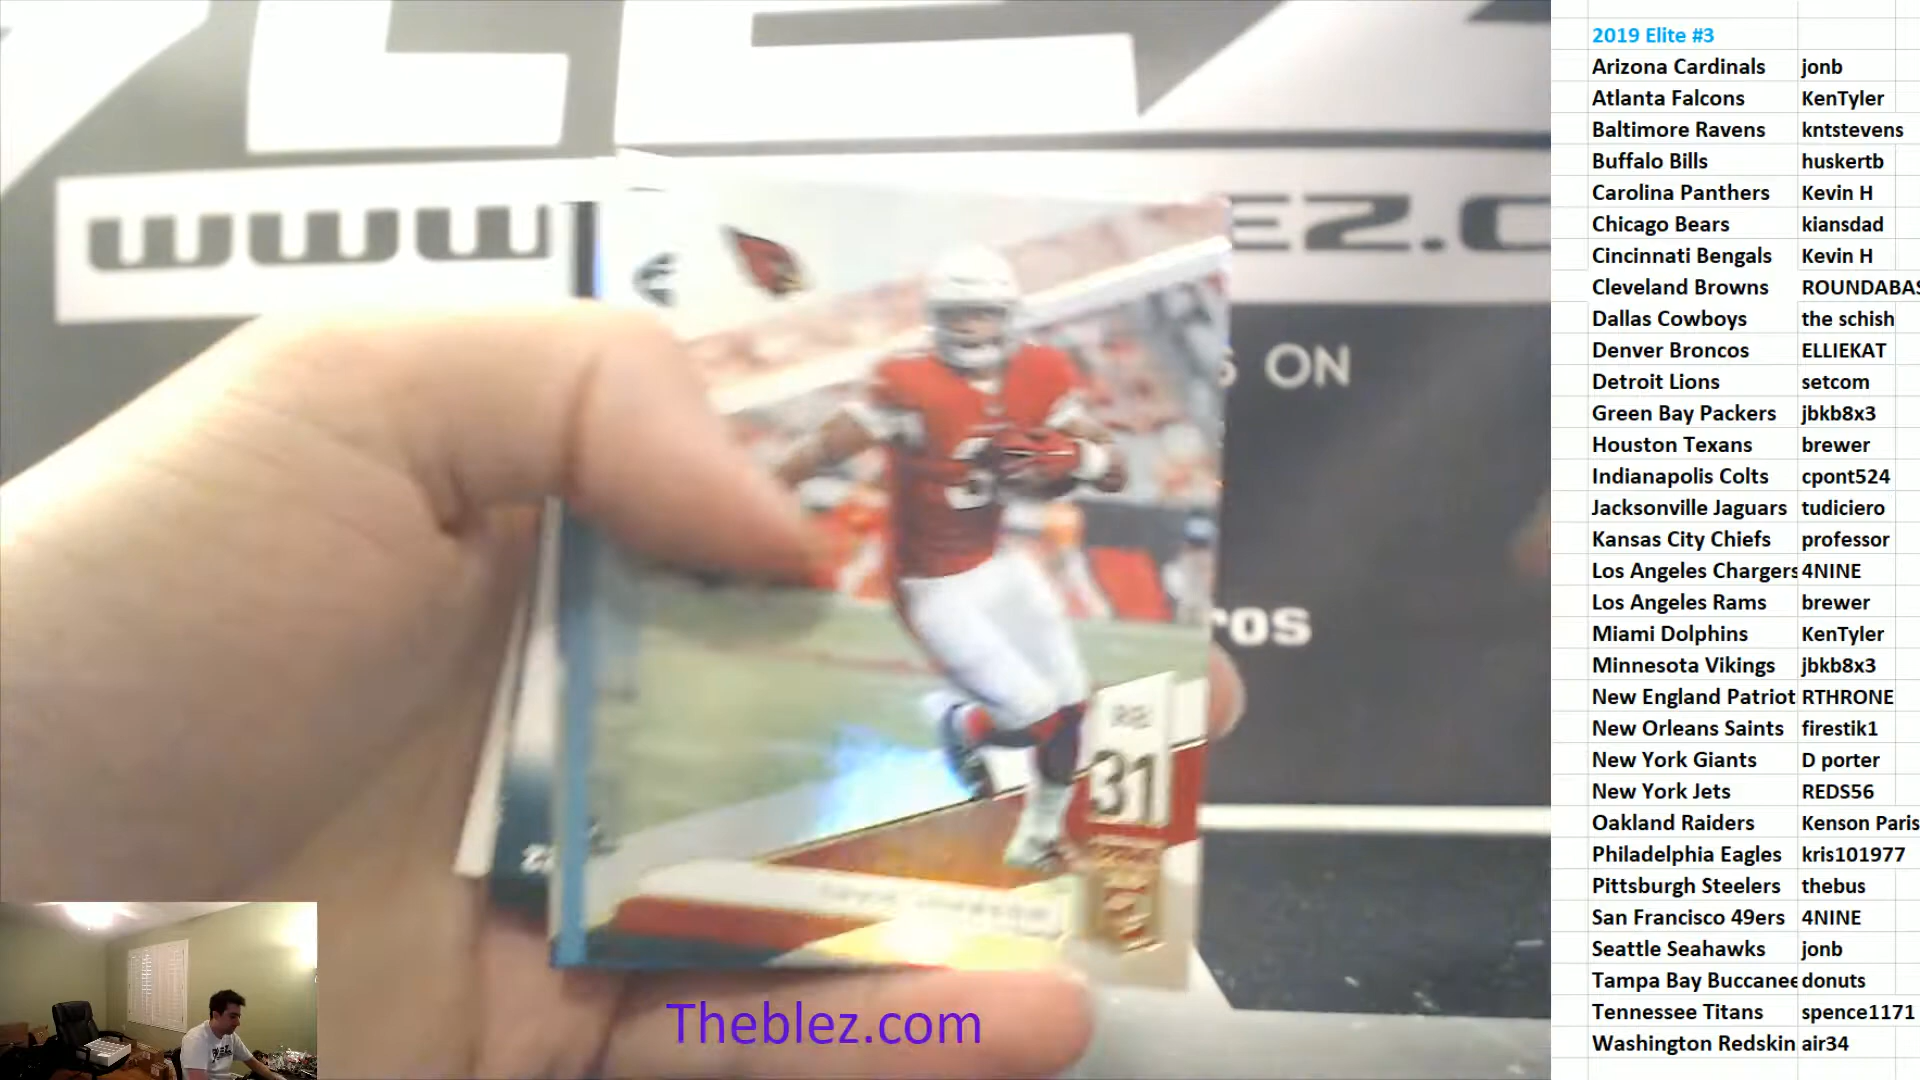 WWW
EZ.C
S ON
ros
RB
31
Theblez.com
2019 Elite #3
Arizona Cardinals jonb
Atlanta Falcons KenTyler
Baltimore Ravens kntstevens
Buffalo Bills huskertb
Carolina Panthers Kevin H
Chicago Bears kiansdad
Cincinnati Bengals Kevin H
Cleveland Browns ROUNDABAS
Dallas Cowboys the schish
Denver Broncos ELLIEKAT
Detroit Lions setcom
Green Bay Packers jbkb8x3
Houston Texans brewer
Indianapolis Colts cpont524
Jacksonville Jaguars tudiciero
Kansas City Chiefs professor
Los Angeles Chargers 4NINE
Los Angeles Rams brewer
Miami Dolphins KenTyler
Minnesota Vikings jbkb8x3
New England Patriot RTHRONE
New Orleans Saints firestik1
New York Giants D porter
New York Jets REDS56
Oakland Raiders Kenson Paris
Philadelphia Eagles kris101977
Pittsburgh Steelers thebus
San Francisco 49ers 4NINE
Seattle Seahawks jonb
Tampa Bay Buccanee donuts
Tennessee Titans spence1171
Washington Redskin air34